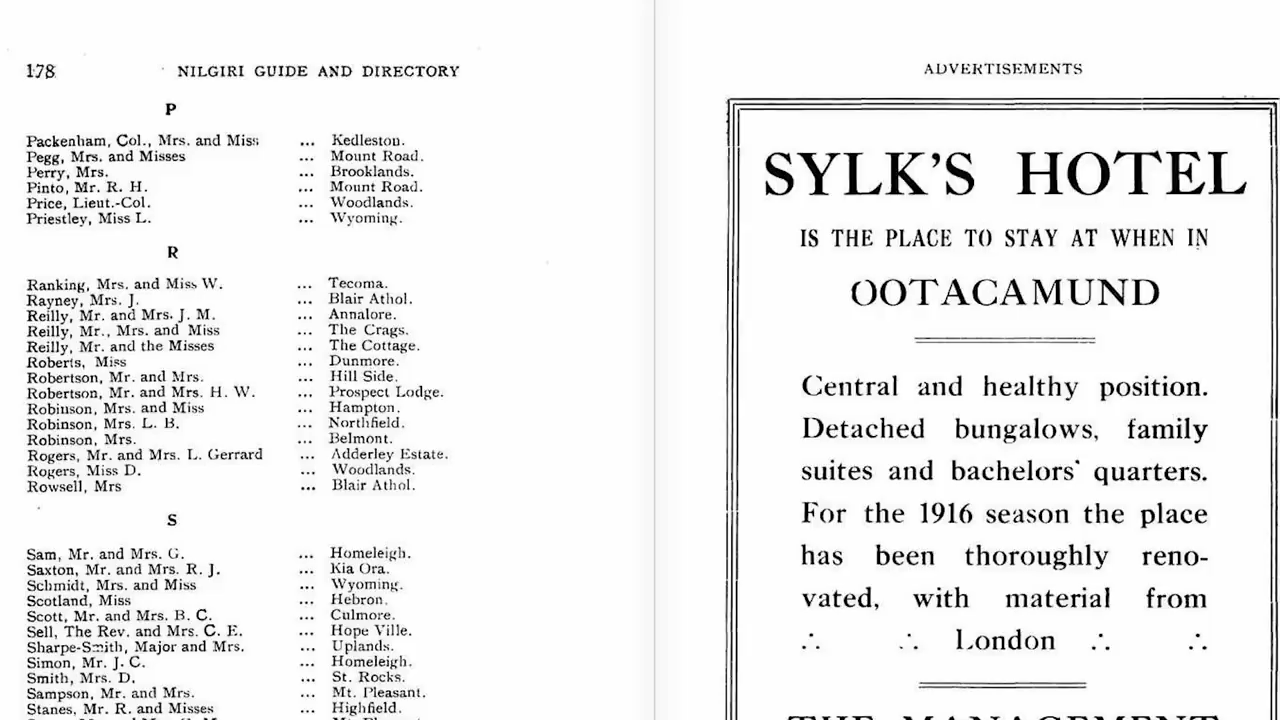 178 NILGIRI GUIDE AND DIRECTORY
P
Packenham, Col., Mrs. and Miss ... Kedleston.
Pegg, Mrs. and Misses ... Mount Road.
Perry, Mrs. ... Brooklands.
Pinto, Mr. R. H. ... Mount Road.
Price, Lieut.-Col. ... Woodlands.
Priestley, Miss L. ... Wyoming.
R
Ranking, Mrs. and Miss W. ... Tecoma.
Rayney, Mrs. J. ... Blair Athol.
Reilly, Mr. and Mrs. J. M. ... Annalore.
Reilly, Mr., Mrs. and Miss ... The Crags.
Reilly, Mr. and the Misses ... The Cottage.
Roberts, Miss ... Dunmore.
Robertson, Mr. and Mrs. ... Hill Side.
Robertson, Mr. and Mrs. H. W. ... Prospect Lodge.
Robinson, Mrs. and Miss ... Hampton.
Robinson, Mrs. L. B. ... Northfield.
Robinson, Mrs. ... Belmont.
Rogers, Mr. and Mrs. L. Gerrard ... Adderley Estate.
Rogers, Miss D. ... Woodlands.
Rowsell, Mrs ... Blair Athol.
S
Sam, Mr. and Mrs. G. ... Homeleigh.
Saxton, Mr. and Mrs. R. J. ... Kia Ora.
Schmidt, Mrs. and Miss ... Wyoming.
Scotland, Miss ... Hebron.
Scott, Mr. and Mrs. B. C. ... Culmore.
Sell, The Rev. and Mrs. C. E. ... Hope Ville.
Sharpe-Smith, Major and Mrs. ... Uplands.
Simon, Mr. J. C. ... Homeleigh.
Smith, Mrs. D. ... St. Rocks.
Sampson, Mr. and Mrs. ... Mt. Pleasant.
Stanes, Mr. R. and Misses ... Highfield.
ADVERTISEMENTS
SYLK'S HOTEL
IS THE PLACE TO STAY AT WHEN IN
OOTACAMUND
Central and healthy position.
Detached bungalows, family
suites and bachelors' quarters.
For the 1916 season the place
has been thoroughly reno-
vated, with material from
∴ ∴ London ∴ ∴
THE MANAGEMENT